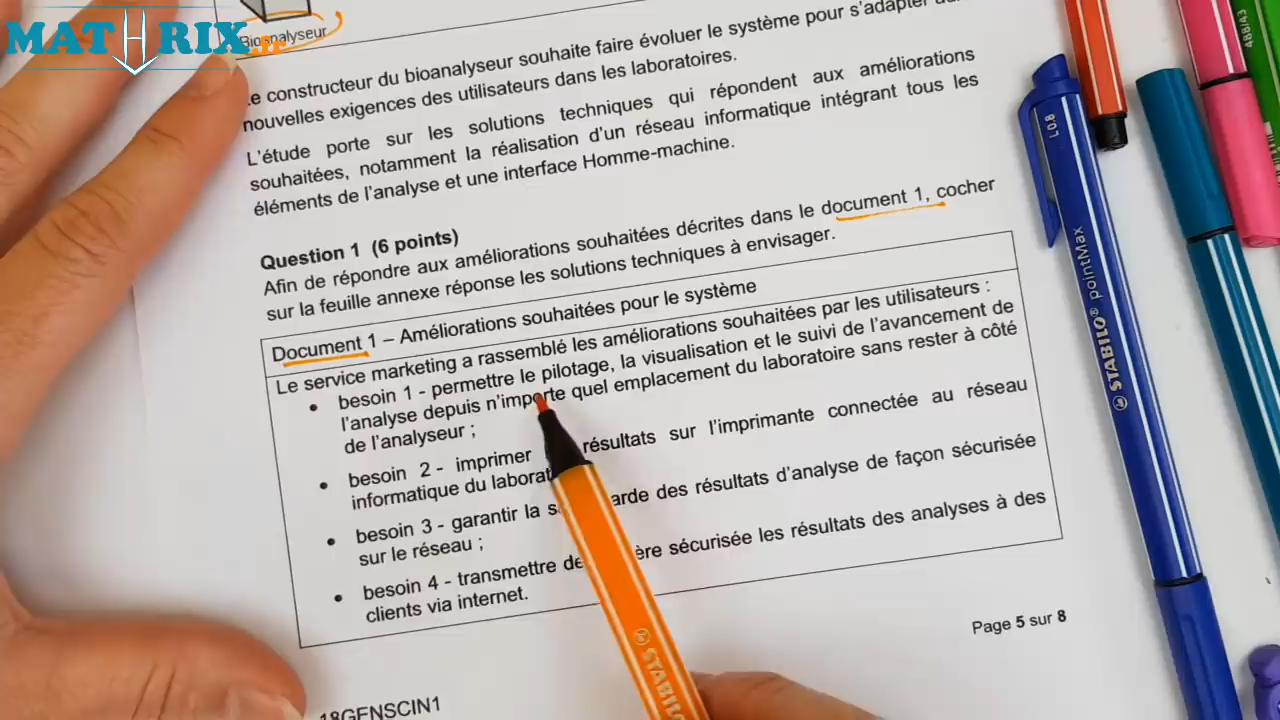 MATHRIX.fr
Bioanalyseur
Le constructeur du bioanalyseur souhaite faire évoluer le système pour s'adapter
nouvelles exigences des utilisateurs dans les laboratoires.
L'étude porte sur les solutions techniques qui répondent aux améliorations
souhaitées, notamment la réalisation d'un réseau informatique intégrant tous les
éléments de l'analyse et une interface Homme-machine.
Question 1 (6 points)
Afin de répondre aux améliorations souhaitées décrites dans le document 1, cocher
sur la feuille annexe réponse les solutions techniques à envisager.
Document 1 – Améliorations souhaitées pour le système
Le service marketing a rassemblé les améliorations souhaitées par les utilisateurs :
• besoin 1 - permettre le pilotage, la visualisation et le suivi de l'avancement de
l'analyse depuis n'importe quel emplacement du laboratoire sans rester à côté
de l'analyseur ;
• besoin 2 - imprimer résultats sur l'imprimante connectée au réseau
informatique du laborat
• besoin 3 - garantir la s arde des résultats d'analyse de façon sécurisée
sur le réseau ;
• besoin 4 - transmettre de ère sécurisée les résultats des analyses à des
clients via internet.
Page 5 sur 8
18GENSCIN1
STABILO
STABILO® pointMax
L 0.8
488/43